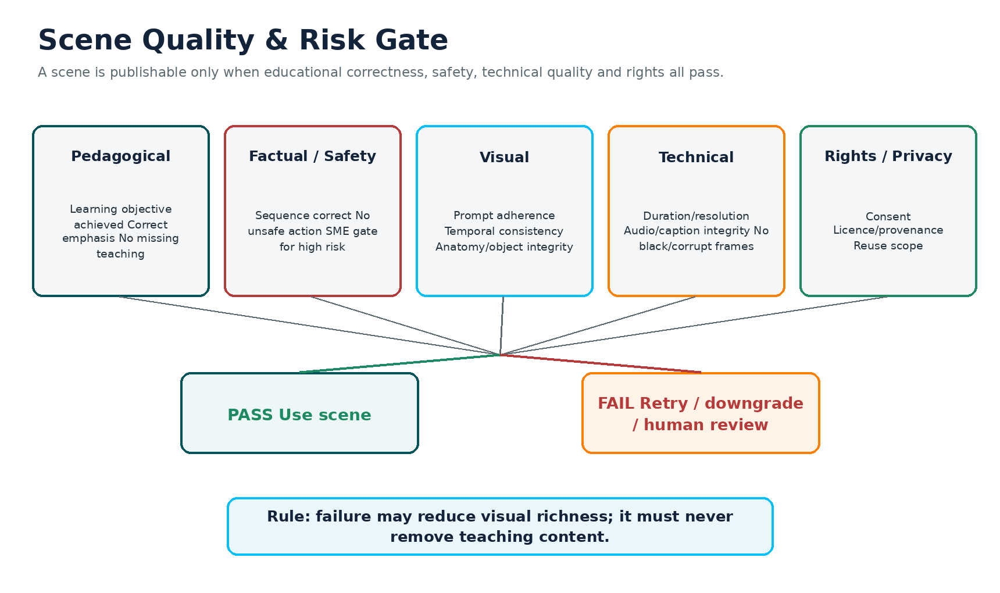 Scene Quality & Risk Gate
A scene is publishable only when educational correctness, safety, technical quality and rights all pass.
Pedagogical
Learning objective
achieved Correct
emphasis No missing
teaching
Factual / Safety
Sequence correct No
unsafe action SME gate
for high risk
Visual
Prompt adherence
Temporal consistency
Anatomy/object integrity
Technical
Duration/resolution
Audio/caption integrity No
black/corrupt frames
Rights / Privacy
Consent
Licence/provenance
Reuse scope
PASS Use scene
FAIL Retry / downgrade
/ human review
Rule: failure may reduce visual richness; it must never
remove teaching content.